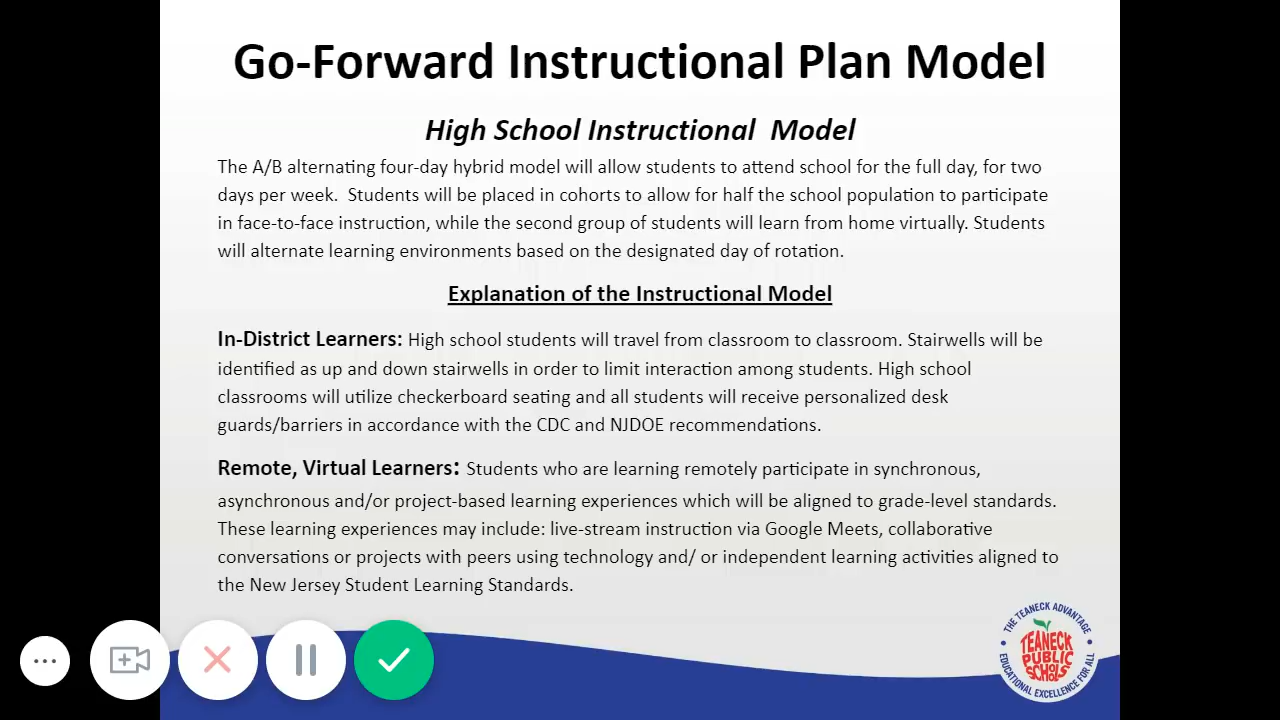 Go-Forward Instructional Plan Model
High School Instructional Model
The A/B alternating four-day hybrid model will allow students to attend school for the full day, for two
days per week. Students will be placed in cohorts to allow for half the school population to participate
in face-to-face instruction, while the second group of students will learn from home virtually. Students
will alternate learning environments based on the designated day of rotation.
Explanation of the Instructional Model
In-District Learners: High school students will travel from classroom to classroom. Stairwells will be
identified as up and down stairwells in order to limit interaction among students. High school
classrooms will utilize checkerboard seating and all students will receive personalized desk
guards/barriers in accordance with the CDC and NJDOE recommendations.
Remote, Virtual Learners: Students who are learning remotely participate in synchronous,
asynchronous and/or project-based learning experiences which will be aligned to grade-level standards.
These learning experiences may include: live-stream instruction via Google Meets, collaborative
conversations or projects with peers using technology and/ or independent learning activities aligned to
the New Jersey Student Learning Standards.
THE TEANECK ADVANTAGE
TEANECK
PUBLIC
SCHOOLS
EDUCATIONAL EXCELLENCE FOR ALL